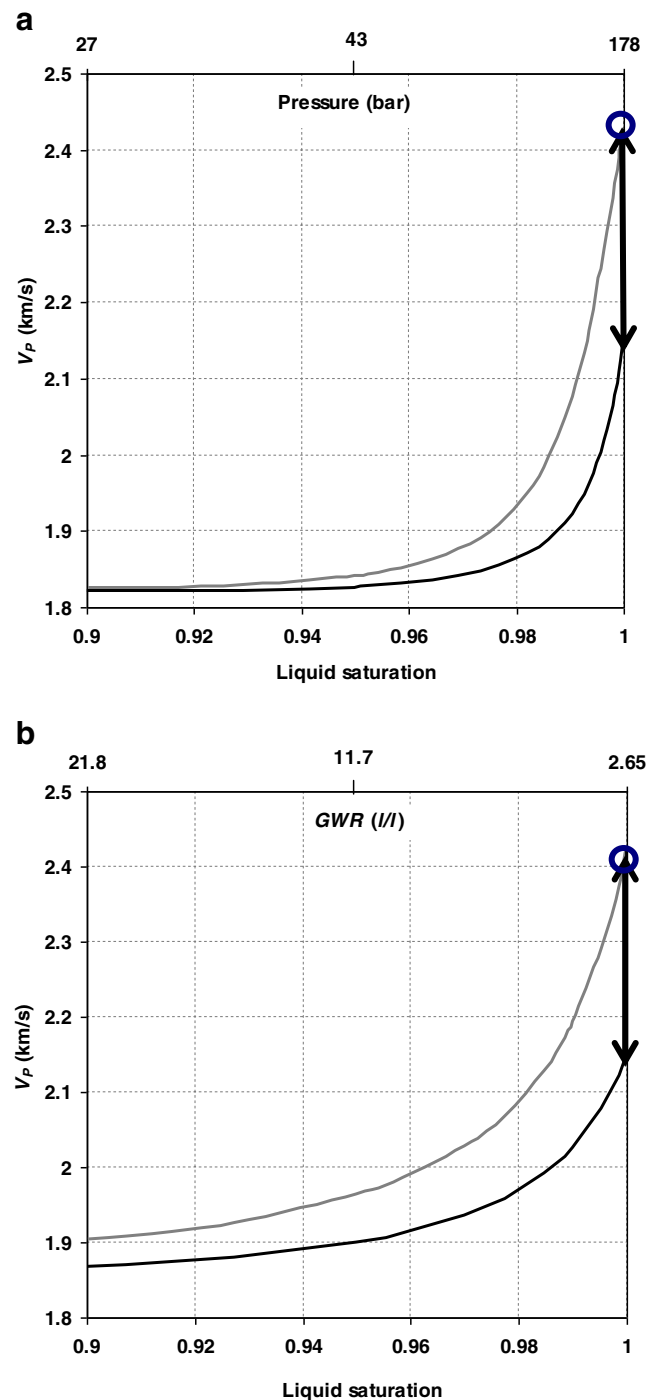 a
27 43 178
Pressure (bar)
2.5
2.4
2.3
2.2
2.1
2
1.9
1.8
V_P (km/s)
0.9 0.92 0.94 0.96 0.98 1
Liquid saturation
b
21.8 11.7 2.65
GWR (l/l)
2.5
2.4
2.3
2.2
2.1
2
1.9
1.8
V_P (km/s)
0.9 0.92 0.94 0.96 0.98 1
Liquid saturation